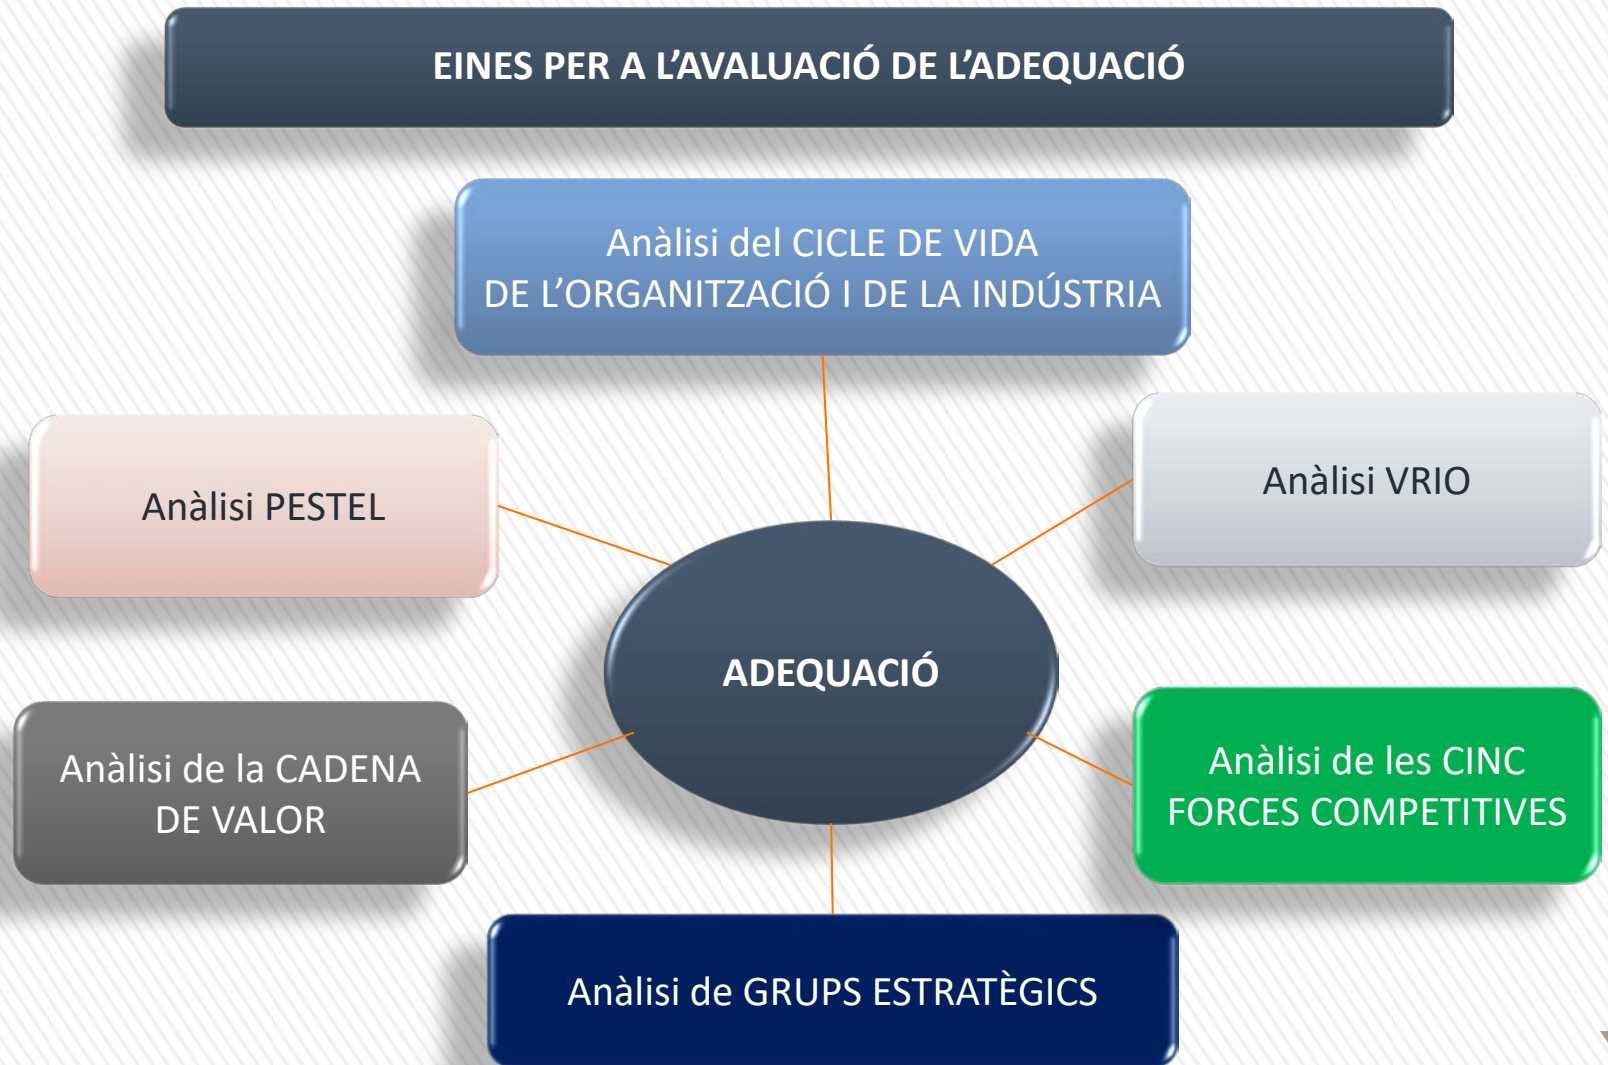 EINES PER A L’AVALUACIÓ DE L’ADEQUACIÓ
Anàlisi del CICLE DE VIDA
DE L’ORGANITZACIÓ I DE LA INDÚSTRIA
Anàlisi PESTEL
Anàlisi VRIO
ADEQUACIÓ
Anàlisi de la CADENA
DE VALOR
Anàlisi de les CINC
FORCES COMPETITIVES
Anàlisi de GRUPS ESTRATÈGICS